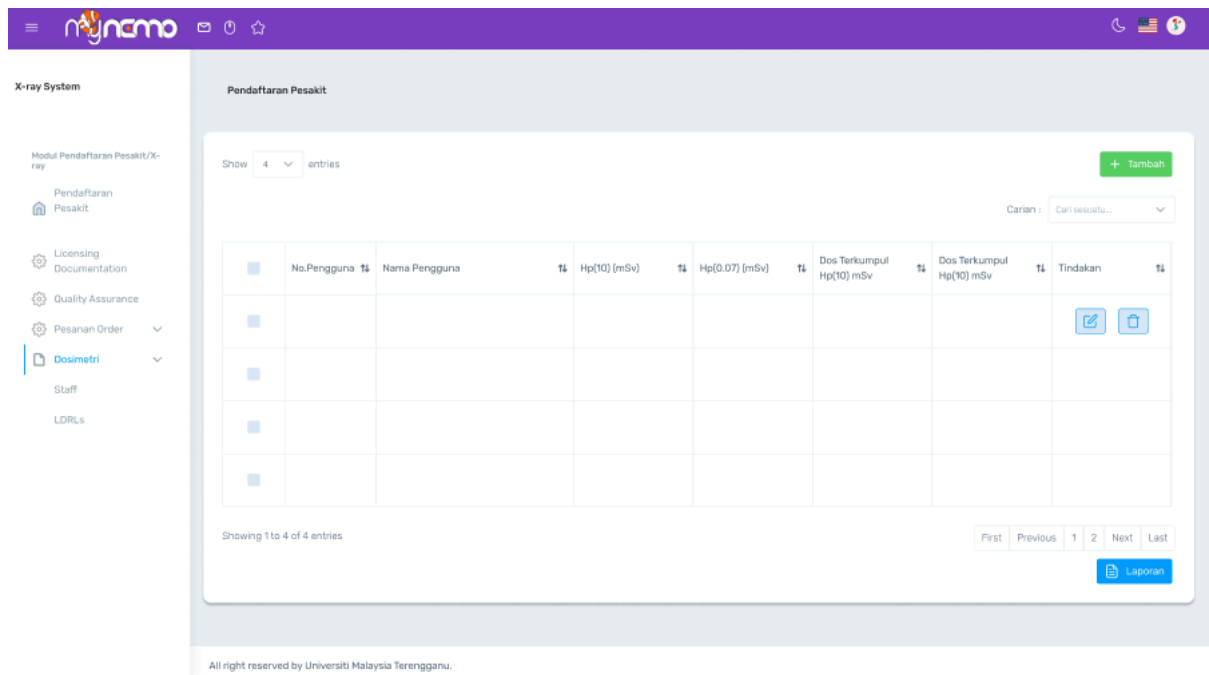 mynemo
X-ray System
Pendaftaran Pesakit
Modul Pendaftaran Pesakit/X-
ray
Pendaftaran
Pesakit
Licensing
Documentation
Quality Assurance
Pesanan Order
Dosimetri
Staff
LDRLs
Show 4 entries
+ Tambah
Carian : Cari sesuatu...
No.Pengguna Nama Pengguna Hp(10) (mSv) Hp(0.07) (mSv) Dos Terkumpul Hp(10) mSv Dos Terkumpul Hp(10) mSv Tindakan
Showing 1 to 4 of 4 entries
First Previous 1 2 Next Last
Laporan
All right reserved by Universiti Malaysia Terengganu.